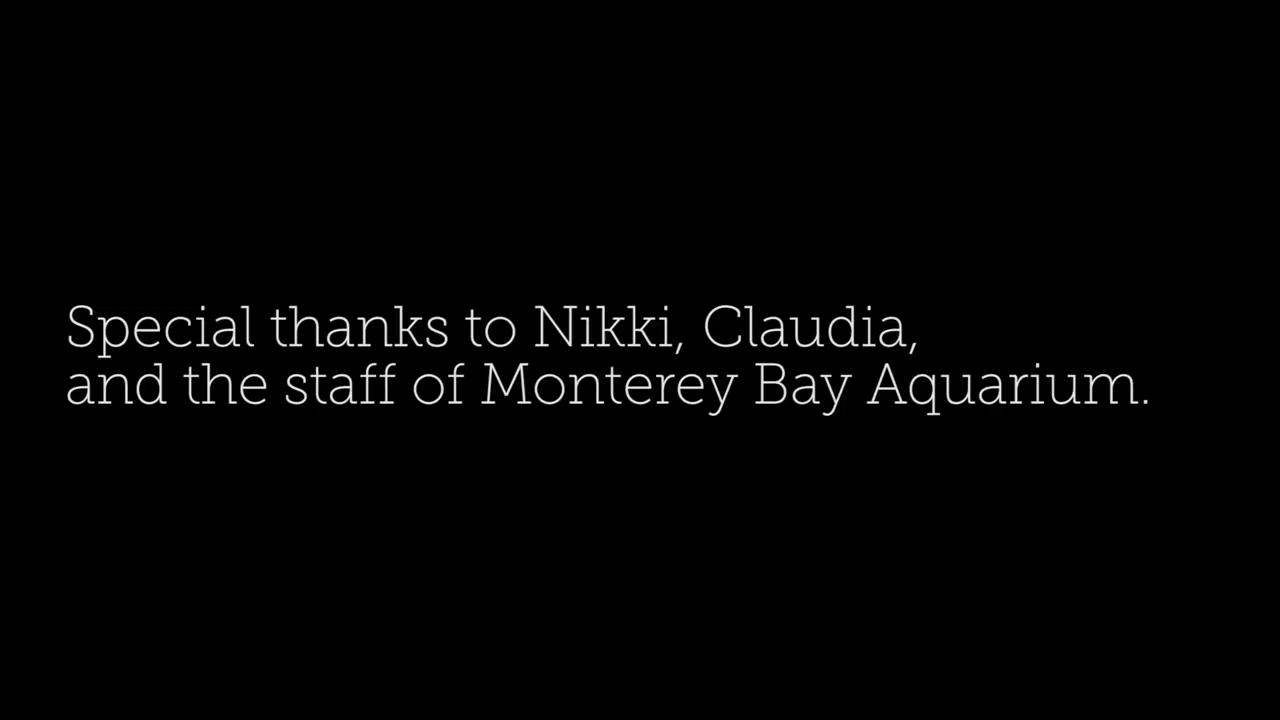 Special thanks to Nikki, Claudia,
and the staff of Monterey Bay Aquarium.